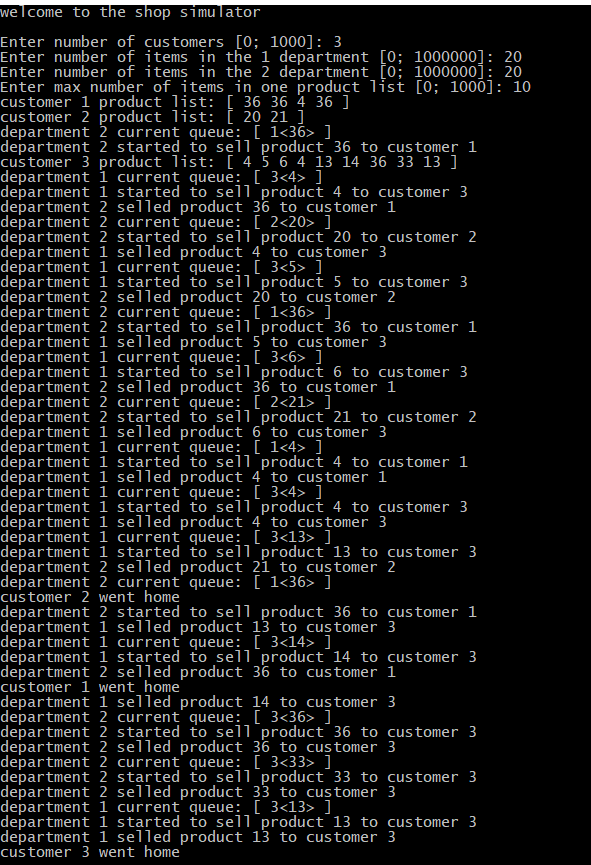 welcome to the shop simulator
Enter number of customers [0; 1000]: 3
Enter number of items in the 1 department [0; 1000000]: 20
Enter number of items in the 2 department [0; 1000000]: 20
Enter max number of items in one product list [0; 1000]: 10
customer 1 product list: [ 36 36 4 36 ]
customer 2 product list: [ 20 21 ]
department 2 current queue: [ 1<36> ]
department 2 started to sell product 36 to customer 1
customer 3 product list: [ 4 5 6 4 13 14 36 33 13 ]
department 1 current queue: [ 3<4> ]
department 1 started to sell product 4 to customer 3
department 2 selled product 36 to customer 1
department 2 current queue: [ 2<20> ]
department 2 started to sell product 20 to customer 2
department 1 selled product 4 to customer 3
department 1 current queue: [ 3<5> ]
department 1 started to sell product 5 to customer 3
department 2 selled product 20 to customer 2
department 2 current queue: [ 1<36> ]
department 2 started to sell product 36 to customer 1
department 1 selled product 5 to customer 3
department 1 current queue: [ 3<6> ]
department 1 started to sell product 6 to customer 3
department 2 selled product 36 to customer 1
department 2 current queue: [ 2<21> ]
department 2 started to sell product 21 to customer 2
department 1 selled product 6 to customer 3
department 1 current queue: [ 1<4> ]
department 1 started to sell product 4 to customer 1
department 1 selled product 4 to customer 1
department 1 current queue: [ 3<4> ]
department 1 started to sell product 4 to customer 3
department 1 selled product 4 to customer 3
department 1 current queue: [ 3<13> ]
department 1 started to sell product 13 to customer 3
department 2 selled product 21 to customer 2
department 2 current queue: [ 1<36> ]
customer 2 went home
department 2 started to sell product 36 to customer 1
department 1 selled product 13 to customer 3
department 1 current queue: [ 3<14> ]
department 1 started to sell product 14 to customer 3
department 2 selled product 36 to customer 1
customer 1 went home
department 1 selled product 14 to customer 3
department 2 current queue: [ 3<36> ]
department 2 started to sell product 36 to customer 3
department 2 selled product 36 to customer 3
department 2 current queue: [ 3<33> ]
department 2 started to sell product 33 to customer 3
department 2 selled product 33 to customer 3
department 1 current queue: [ 3<13> ]
department 1 started to sell product 13 to customer 3
department 1 selled product 13 to customer 3
customer 3 went home